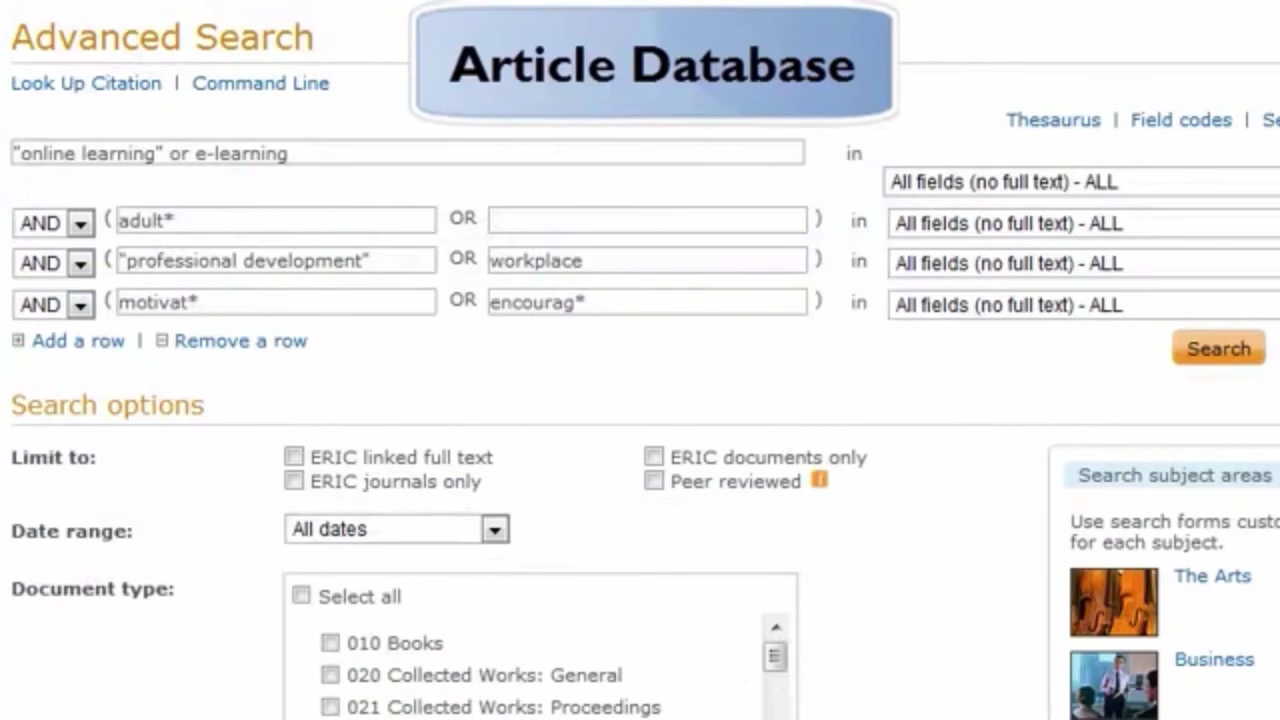 Advanced Search
Article Database
Look Up Citation | Command Line
Thesaurus | Field codes |
"online learning" or e-learning in
All fields (no full text) - ALL
AND ( adult* OR ) in All fields (no full text) - ALL
AND ( "professional development" OR workplace ) in All fields (no full text) - ALL
AND ( motivat* OR encourag* ) in All fields (no full text) - ALL
Add a row | Remove a row
Search
Search options
Limit to: ERIC linked full text ERIC documents only
ERIC journals only Peer reviewed
Search subject areas
Date range: All dates
Use search forms
for each subject.
Document type: Select all
The Arts
010 Books
Business
020 Collected Works: General
021 Collected Works: Proceedings